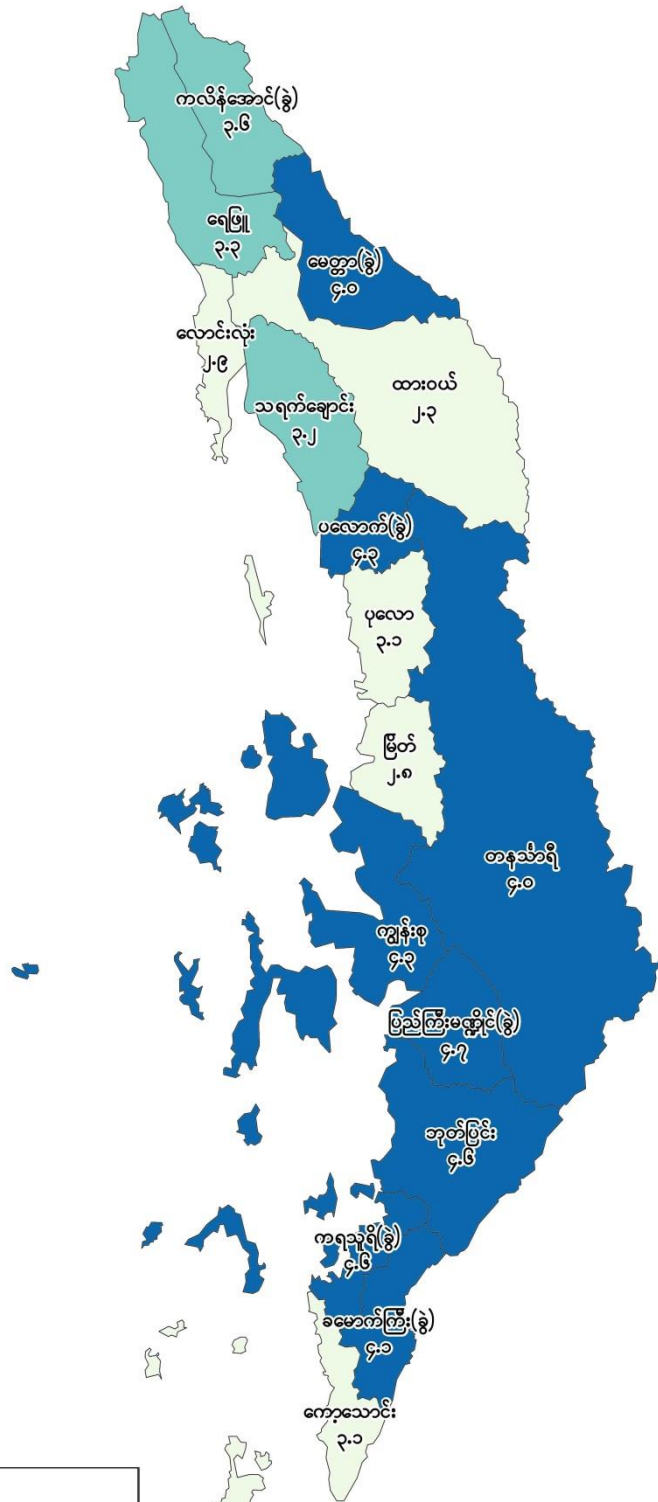 ကလိန်အောင်(ခွဲ)
၃.၆
ရေဖြူ
၃.၃
မေတ္တာ(ခွဲ)
၄.၀
လောင်းလုံး
၂.၉
ထားဝယ်
၂.၃
သရက်ချောင်း
၃.၂
ပလောက်(ခွဲ)
၄.၃
ပုလော
၃.၁
မြိတ်
၂.၈
တနင်္သာရီ
၄.၀
ကျွန်းစု
၄.၃
ပြည်ကြီးမဏ္ဍိုင်(ခွဲ)
၄.၇
ဘုတ်ပြင်း
၄.၆
ကရသူရိ(ခွဲ)
၄.၆
ခမောက်ကြီး(ခွဲ)
၄.၁
ကော့သောင်း
၃.၁